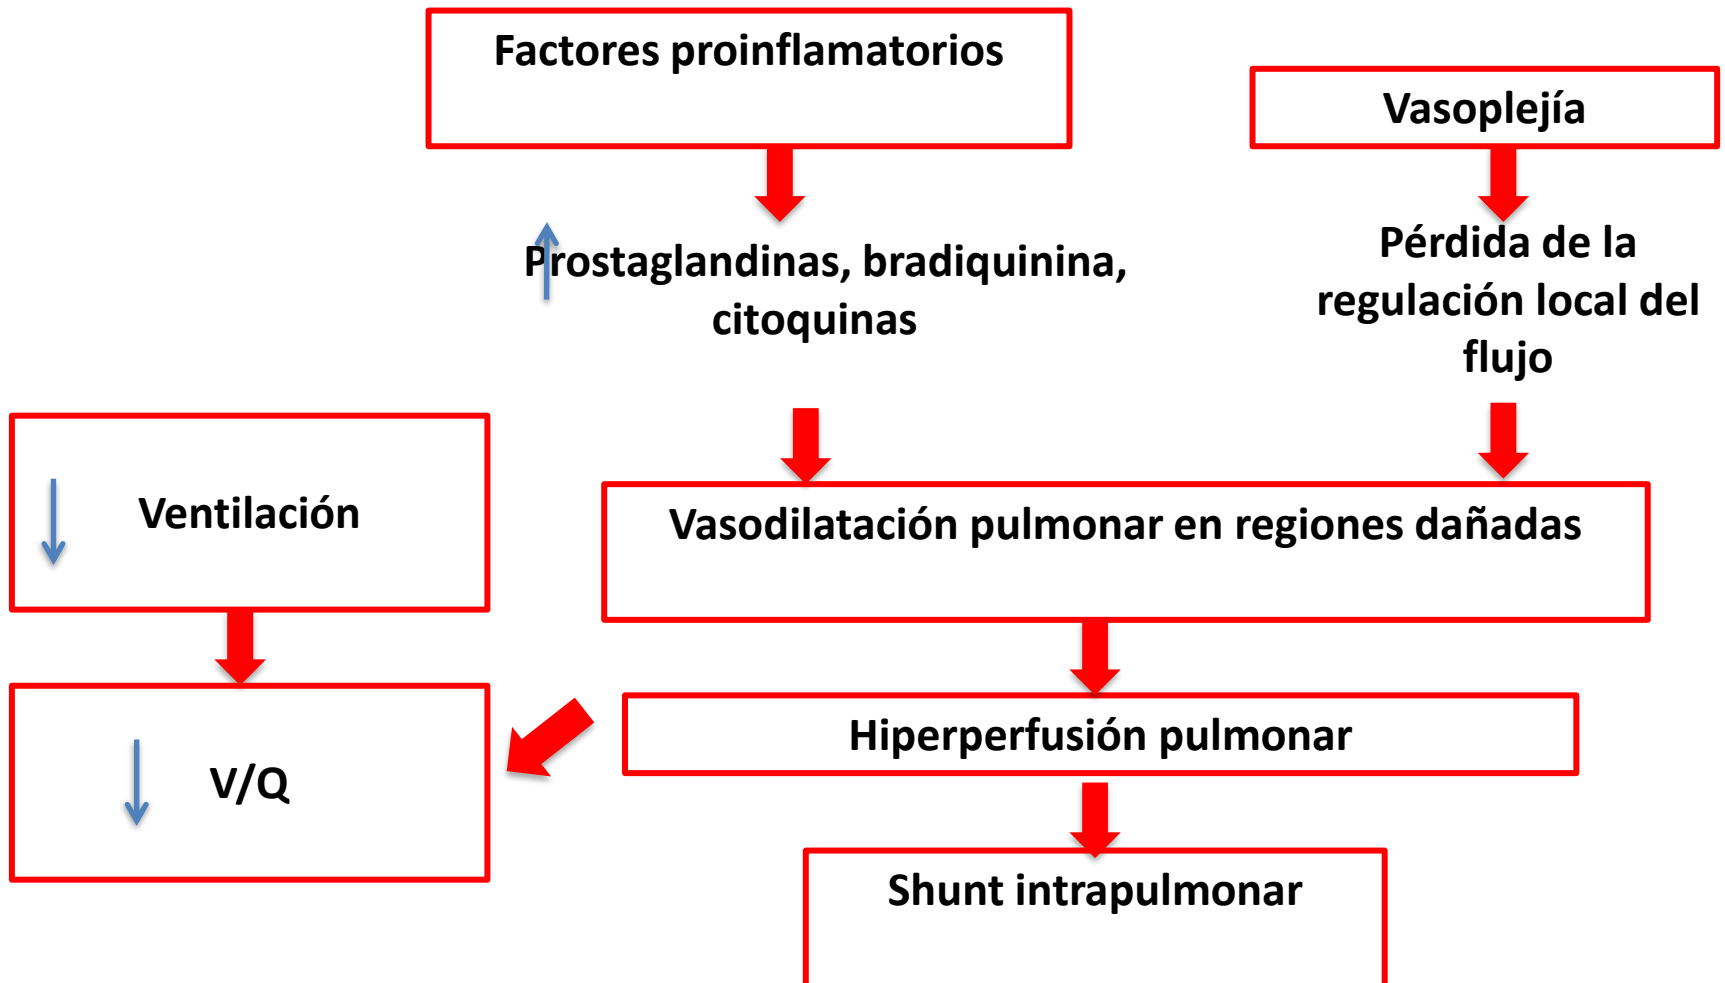 Factores proinflamatorios
Vasoplejía
Prostaglandinas, bradiquinina,
citoquinas
Pérdida de la
regulación local del
flujo
Ventilación
Vasodilatación pulmonar en regiones dañadas
V/Q
Hiperperfusión pulmonar
Shunt intrapulmonar